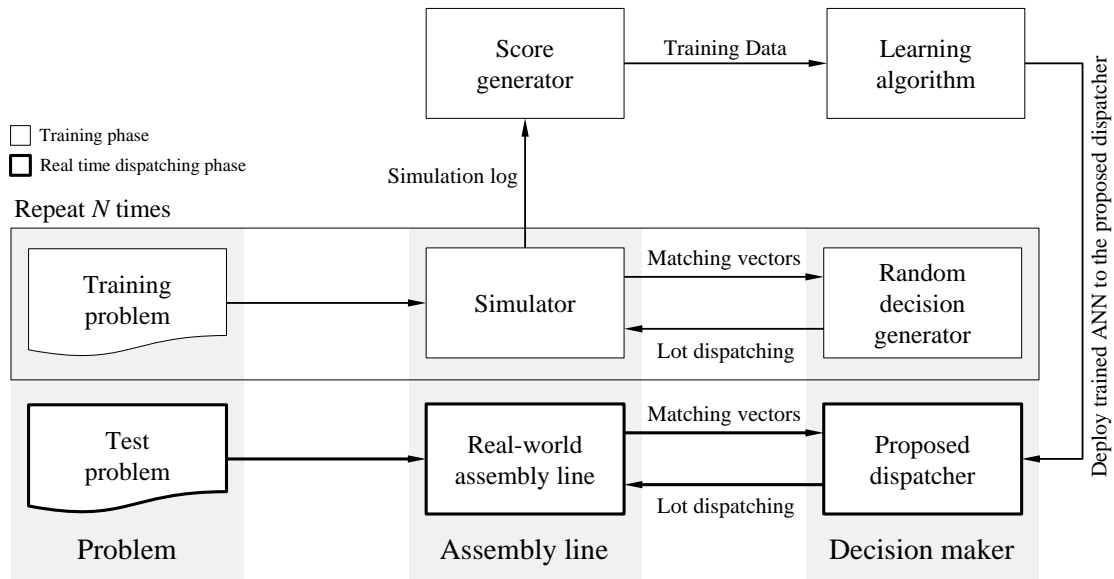 Score
generator
Training Data
Learning
algorithm
Deploy trained ANN to the proposed dispatcher
Training phase
Real time dispatching phase
Simulation log
Repeat N times
Training
problem
Simulator
Matching vectors
Lot dispatching
Random
decision
generator
Test
problem
Real-world
assembly line
Matching vectors
Lot dispatching
Proposed
dispatcher
Problem
Assembly line
Decision maker